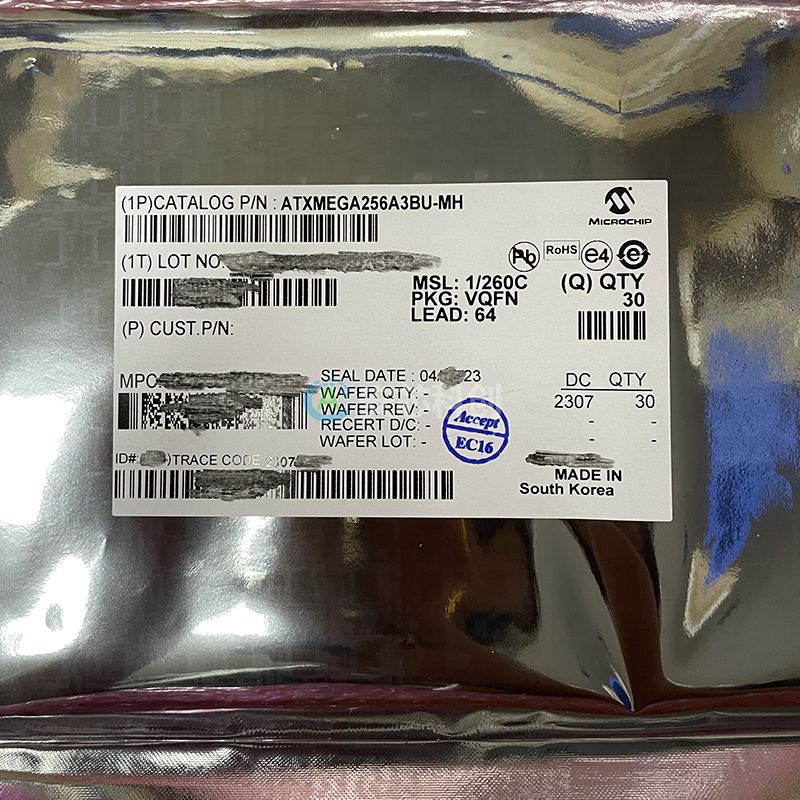 (1P)CATALOG P/N : ATXMEGA256A3BU-MH
MICROCHIP
(1T) LOT NO.
Pb
RoHS
e4
e
MSL: 1/260C
PKG: VQFN
LEAD: 64
(Q) QTY
30
(P) CUST.P/N:
MPC:
SEAL DATE : 04/ 23
WAFER QTY: -
WAFER REV: -
RECERT D/C: -
WAFER LOT: -
Accept
EC16
DC QTY
2307 30
- -
- -
ID#: )TRACE CODE 2307
MADE IN
South Korea